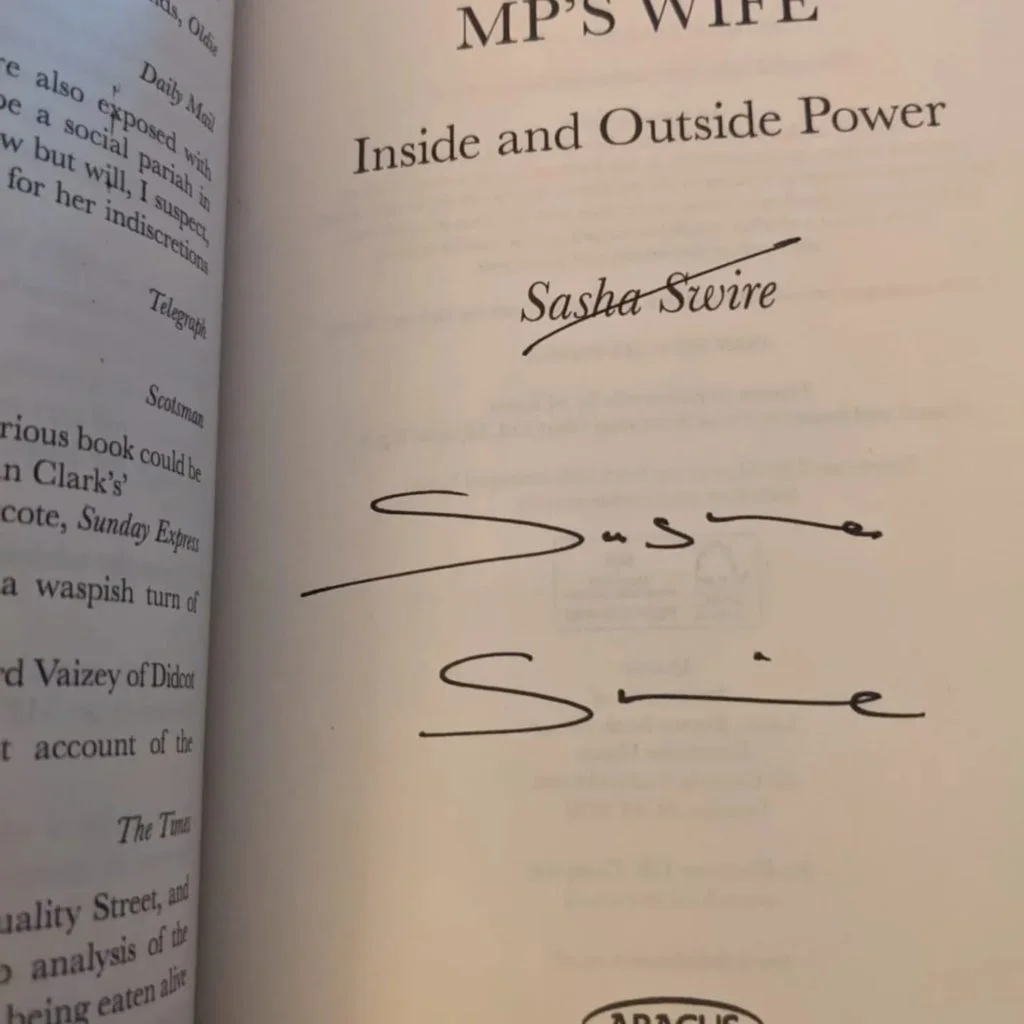 ds, Oldie
Daily Mail
re also exposed with
be a social pariah in
w but will, I suspect,
for her indiscretions
Telegraph
Scotsman
rious book could be
n Clark's'
cote, Sunday Express
a waspish turn of
rd Vaizey of Didcot
t account of the
The Times
uality Street, and
o analysis of the
being eaten alive
MP'S WIFE
Inside and Outside Power
Sasha Swire
Sasha
Swire
ABACUS